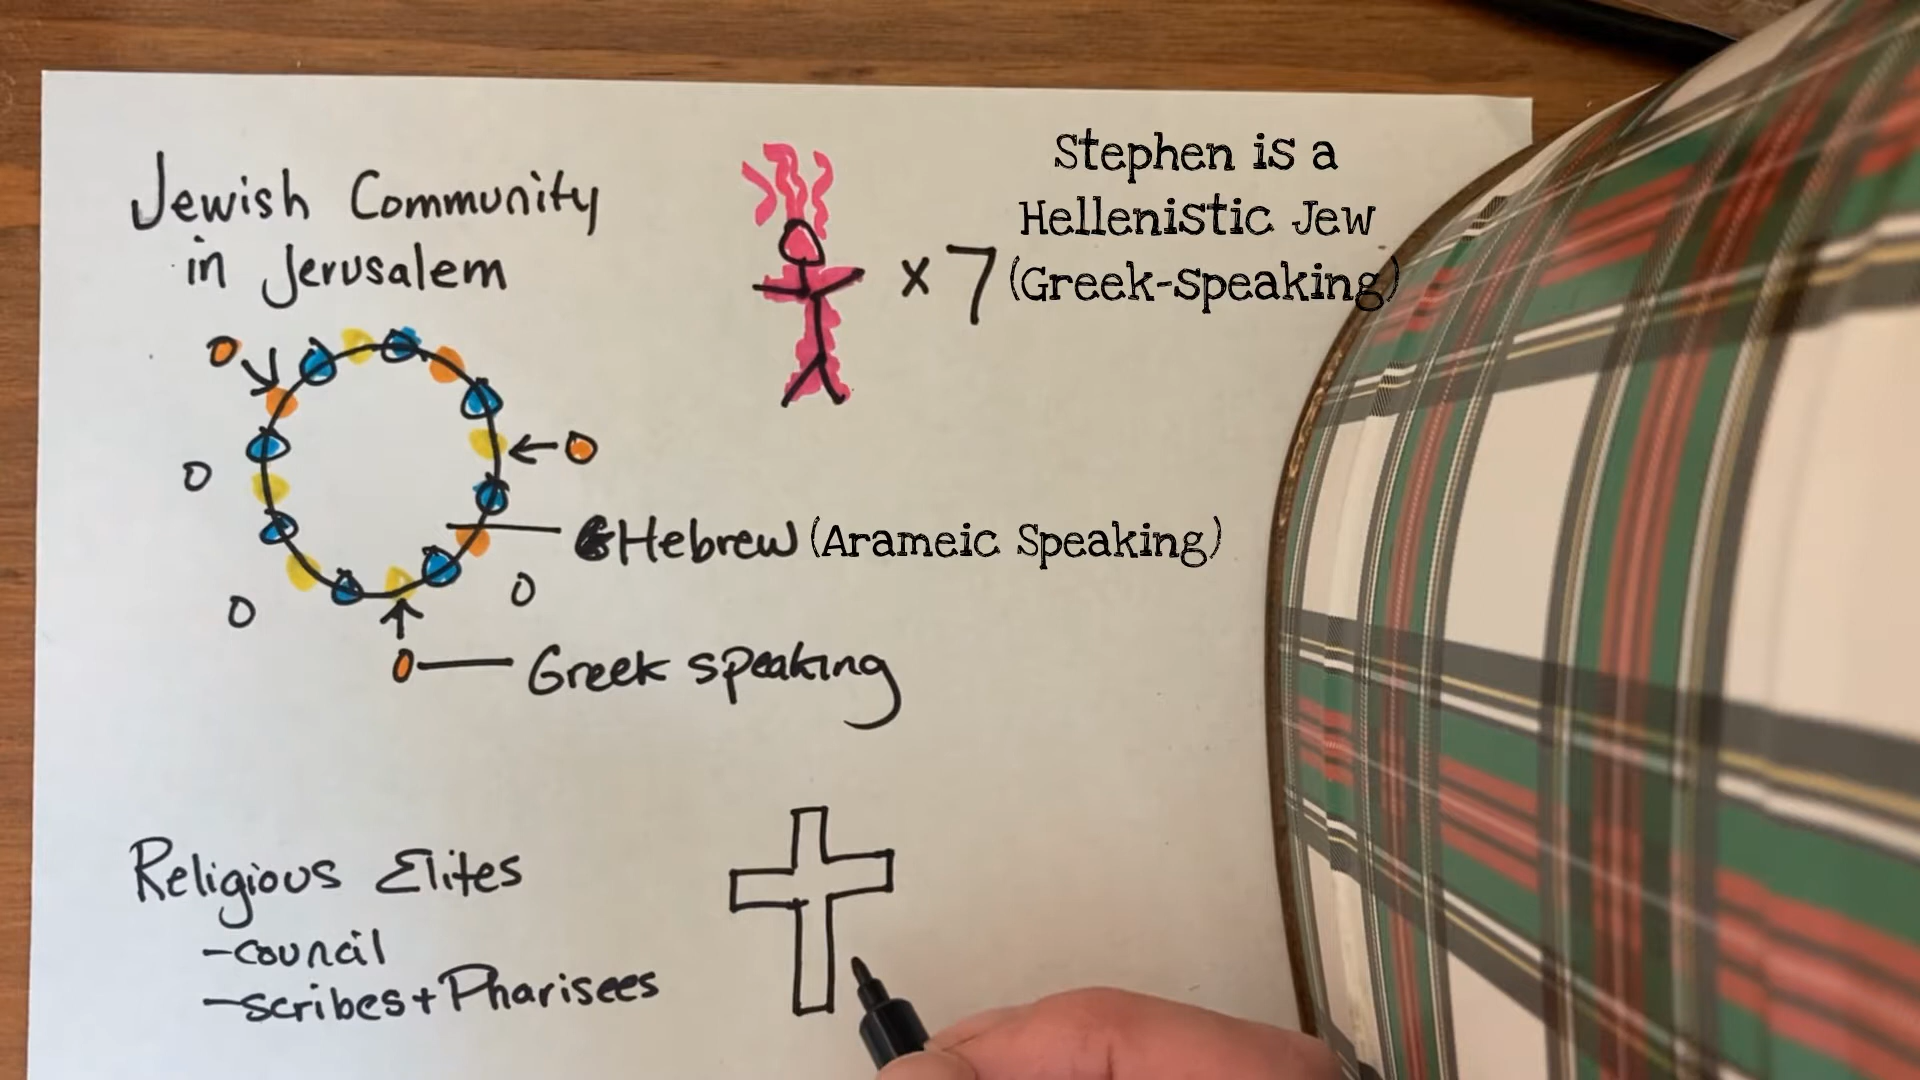 Jewish Community
in Jerusalem
x 7
Stephen is a
Hellenistic Jew
(Greek-Speaking)
Hebrew (Arameic Speaking)
Greek speaking
Religious Elites
-council
-scribes + Pharisees